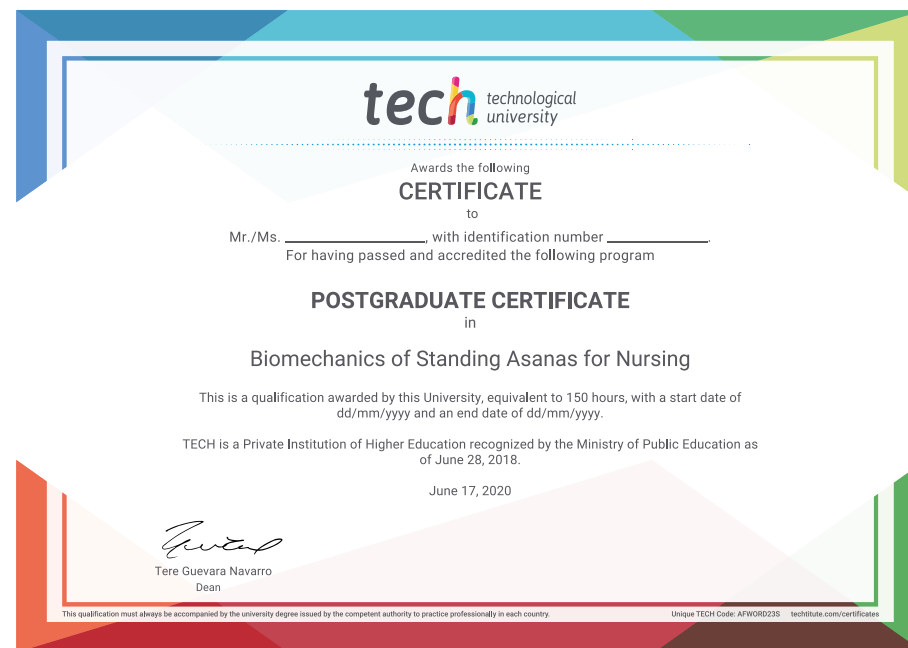 tech technological
university
Awards the following
CERTIFICATE
to
Mr./Ms. ____________________, with identification number ______________.
For having passed and accredited the following program
POSTGRADUATE CERTIFICATE
in
Biomechanics of Standing Asanas for Nursing
This is a qualification awarded by this University, equivalent to 150 hours, with a start date of
dd/mm/yyyy and an end date of dd/mm/yyyy.
TECH is a Private Institution of Higher Education recognized by the Ministry of Public Education as
of June 28, 2018.
June 17, 2020
Tere Guevara Navarro
Dean
This qualification must always be accompanied by the university degree issued by the competent authority to practice professionally in each country.
Unique TECH Code: AFWORD23S techtitute.com/certificates